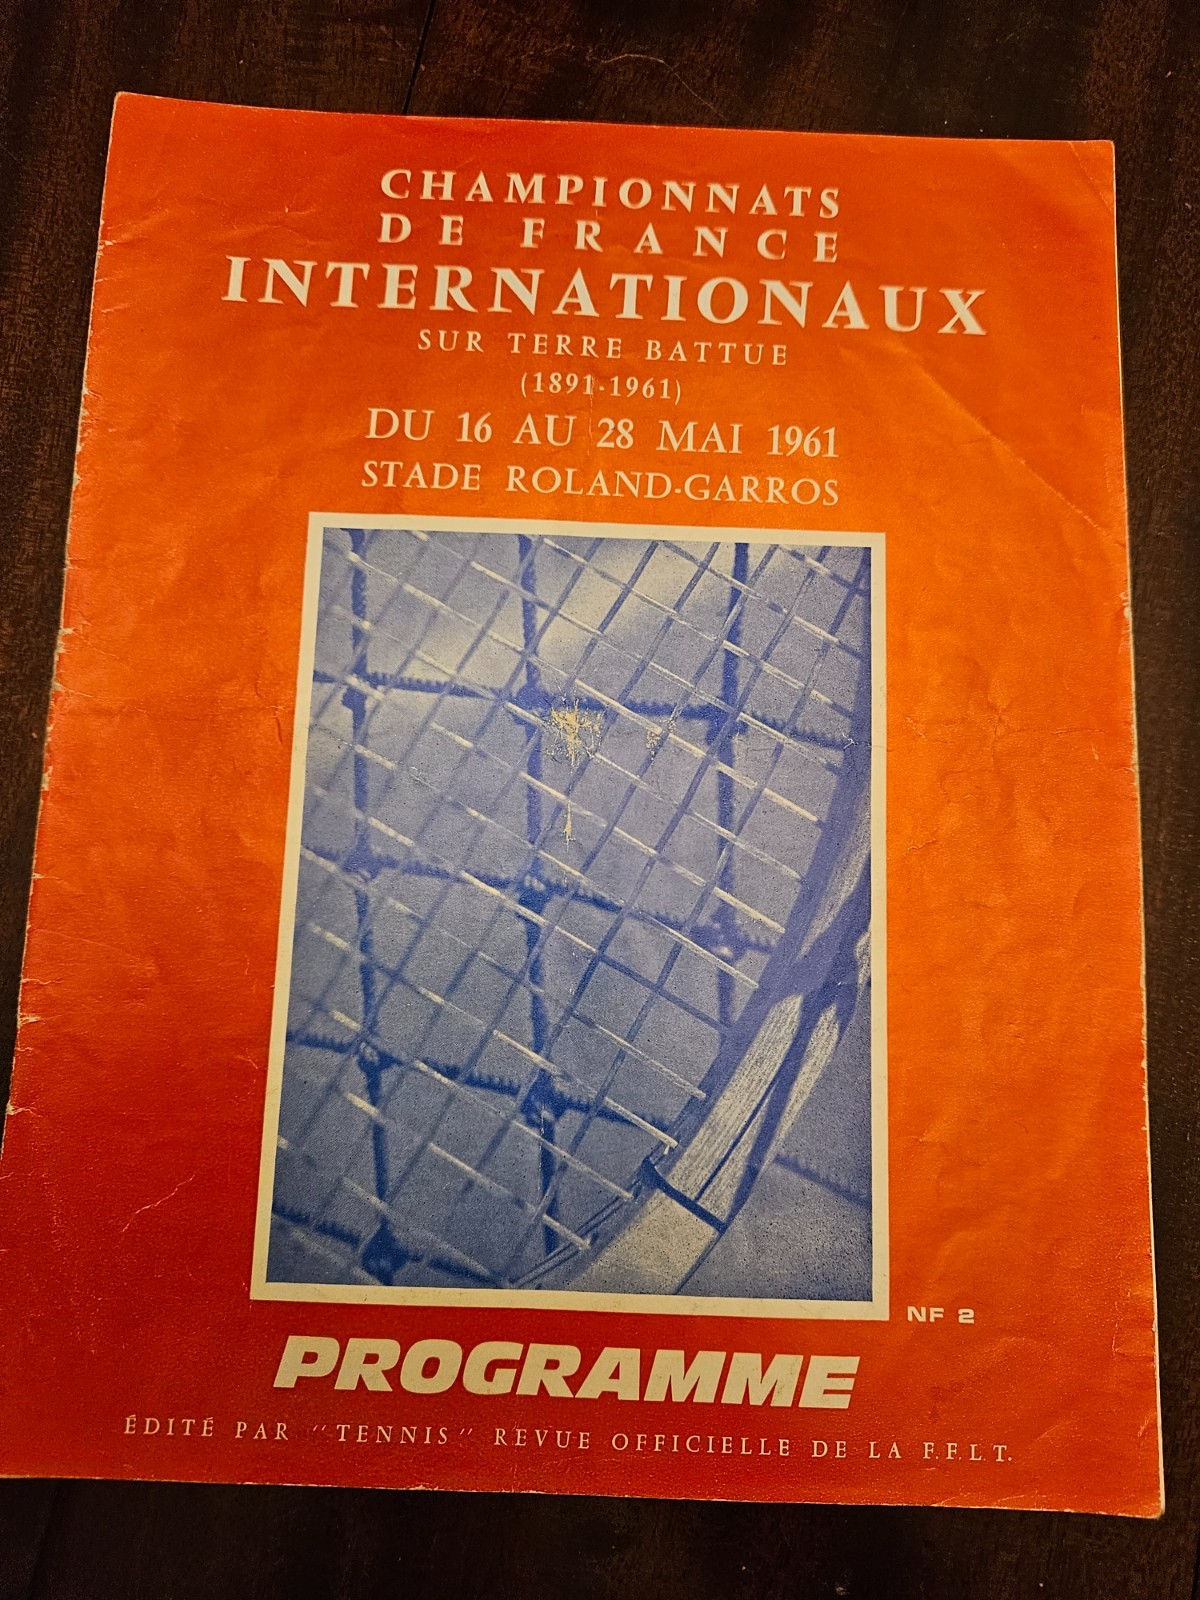 CHAMPIONNATS
DE FRANCE
INTERNATIONAUX
SUR TERRE BATTUE
(1891-1961)
DU 16 AU 28 MAI 1961
STADE ROLAND-GARROS
NF 2
PROGRAMME
ÉDITÉ PAR "TENNIS" REVUE OFFICIELLE DE LA F.F.L.T.